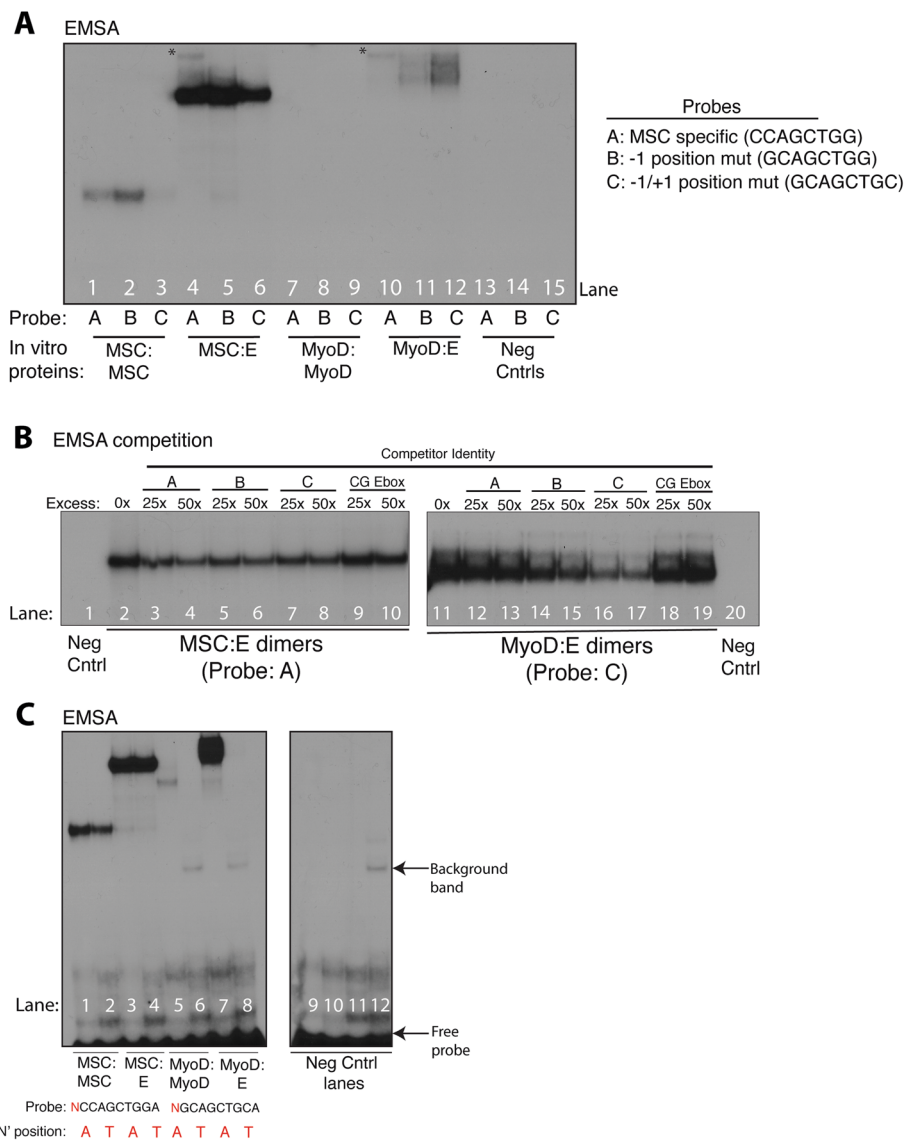 A EMSA
* *
Probes
A: MSC specific (CCAGCTGG)
B: -1 position mut (GCAGCTGG)
C: -1/+1 position mut (GCAGCTGC)
1 2 3 4 5 6 7 8 9 10 11 12 13 14 15 Lane
Probe: A B C A B C A B C A B C A B C
In vitro proteins: MSC: MSC:E MyoD: MyoD:E Neg
MSC MyoD Cntrls
B EMSA competition
Competitor Identity
A B C CG Ebox A B C CG Ebox
Excess: 0x 25x 50x 25x 50x 25x 50x 25x 50x 0x 25x 50x 25x 50x 25x 50x 25x 50x
Lane: 1 2 3 4 5 6 7 8 9 10 11 12 13 14 15 16 17 18 19 20
Neg MSC:E dimers MyoD:E dimers Neg
Cntrl (Probe: A) (Probe: C) Cntrl
C EMSA
Background
band
Lane: 1 2 3 4 5 6 7 8 9 10 11 12
Free
probe
MSC: MSC: MyoD: MyoD: Neg Cntrl
MSC E MyoD E lanes
Probe: NCCAGCTGGA NGCAGCTGCA
N' position: A T A T A T A T